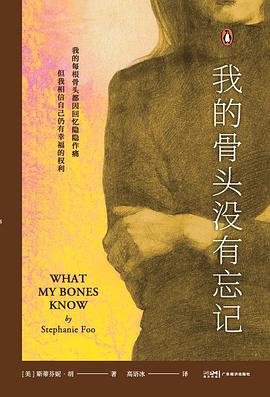 我的骨头没有忘记
我的每根骨头都因回忆隐隐作痛
但我相信自己仍有幸福的权利
WHAT
MY BONES
KNOW
by
Stephanie Foo
[美] 斯蒂芬妮·胡 —— 著 高语冰 —— 译
广东经济出版社